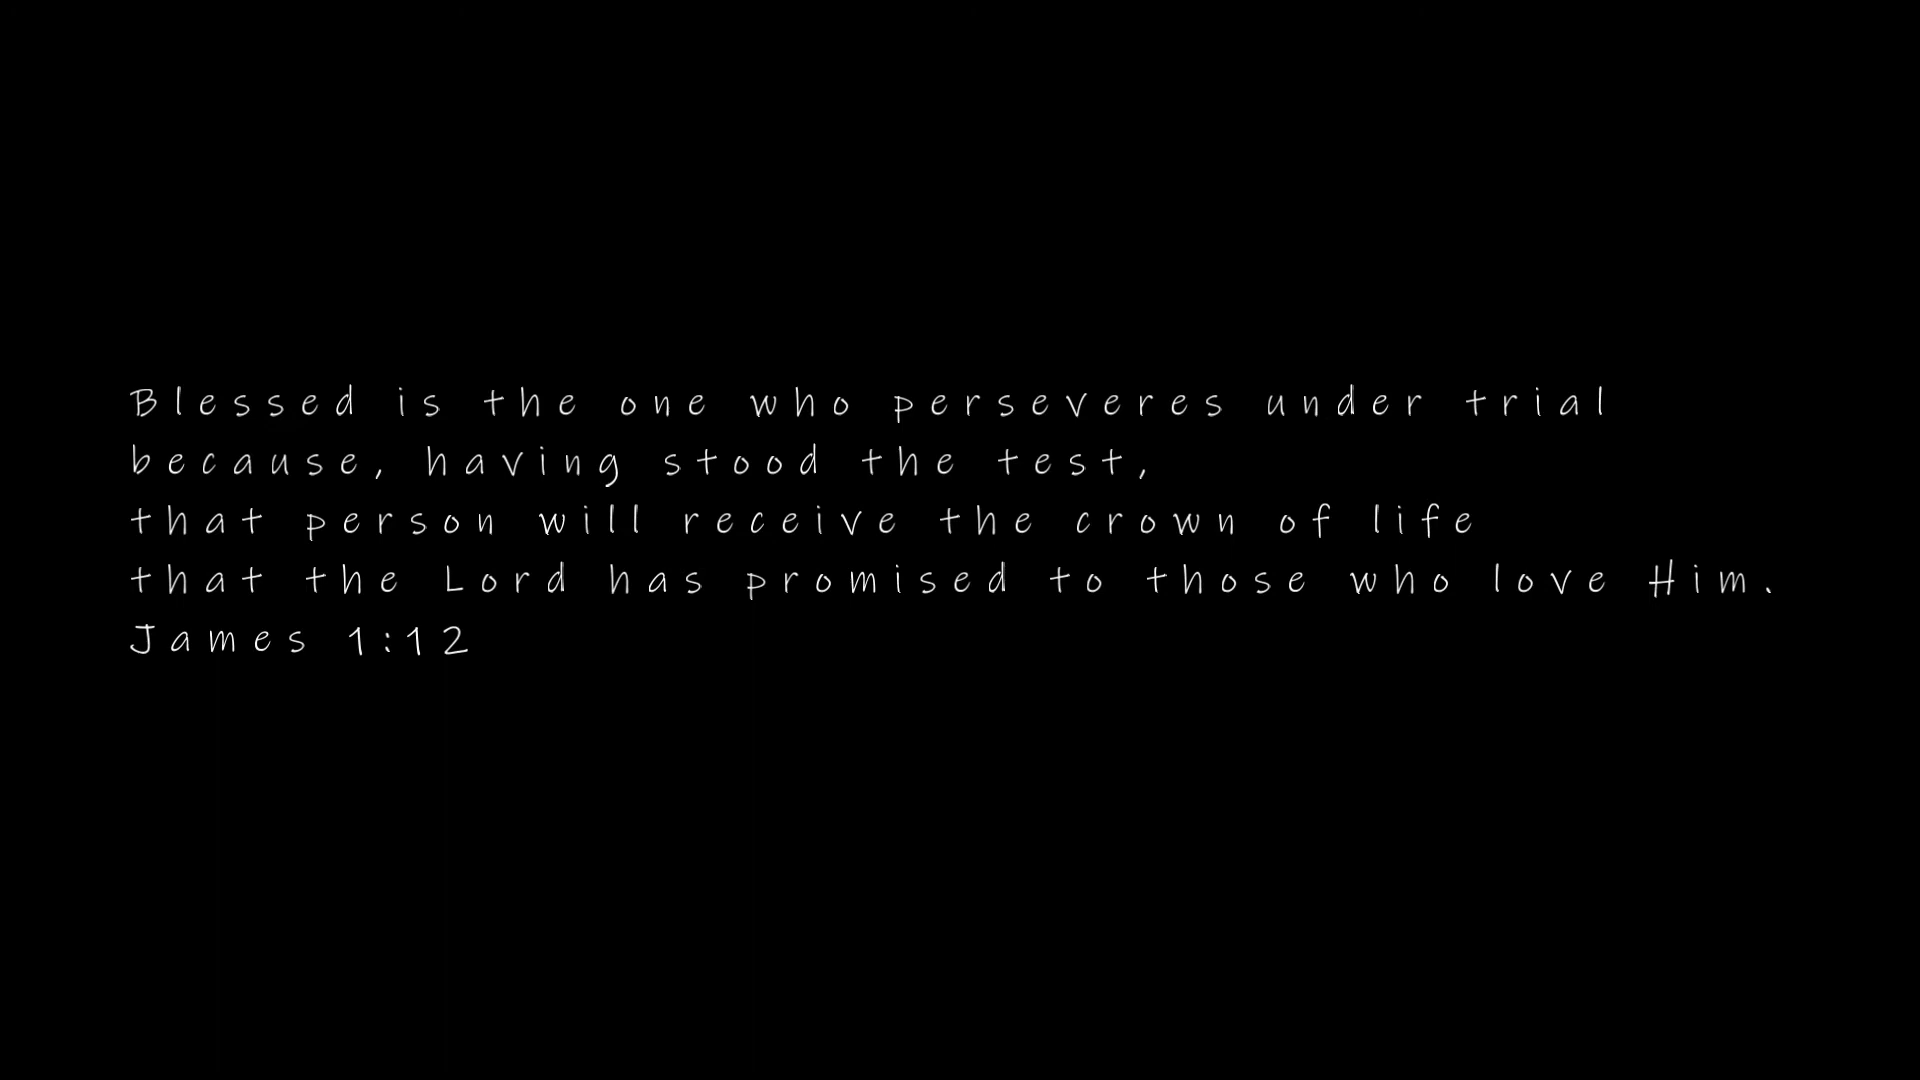 Blessed is the one who perseveres under trial
because, having stood the test,
that person will receive the crown of life
that the Lord has promised to those who love Him.
James 1:12